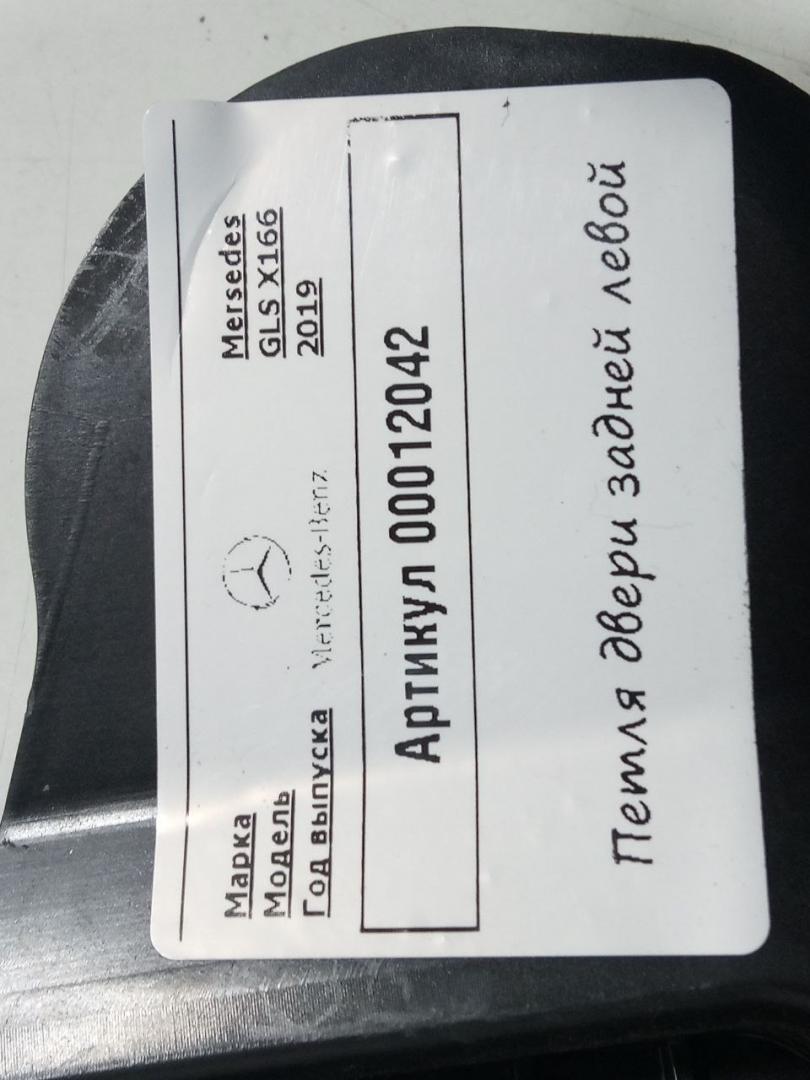 Марка Mersedes
Модель GLS X166
Год выпуска 2019
Mercedes-Benz
Артикул 00012042
Петля двери задней левой